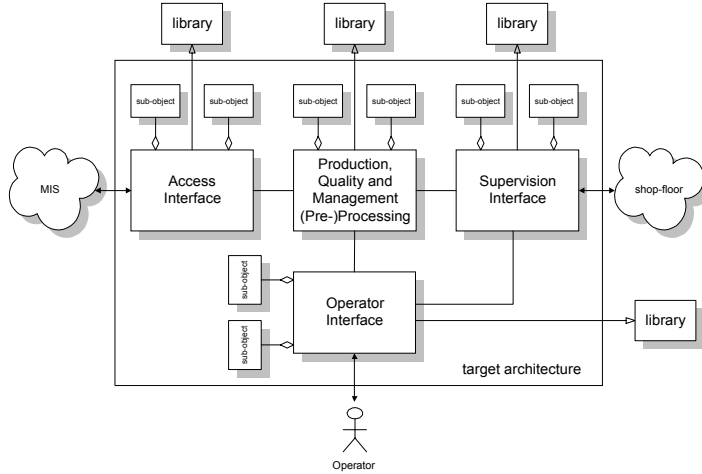 library
library
library
sub-object
sub-object
sub-object
sub-object
sub-object
sub-object
MIS
Access
Interface
Production,
Quality and
Management
(Pre-)Processing
Supervision
Interface
shop-floor
sub-object
Operator
Interface
sub-object
library
target architecture
Operator